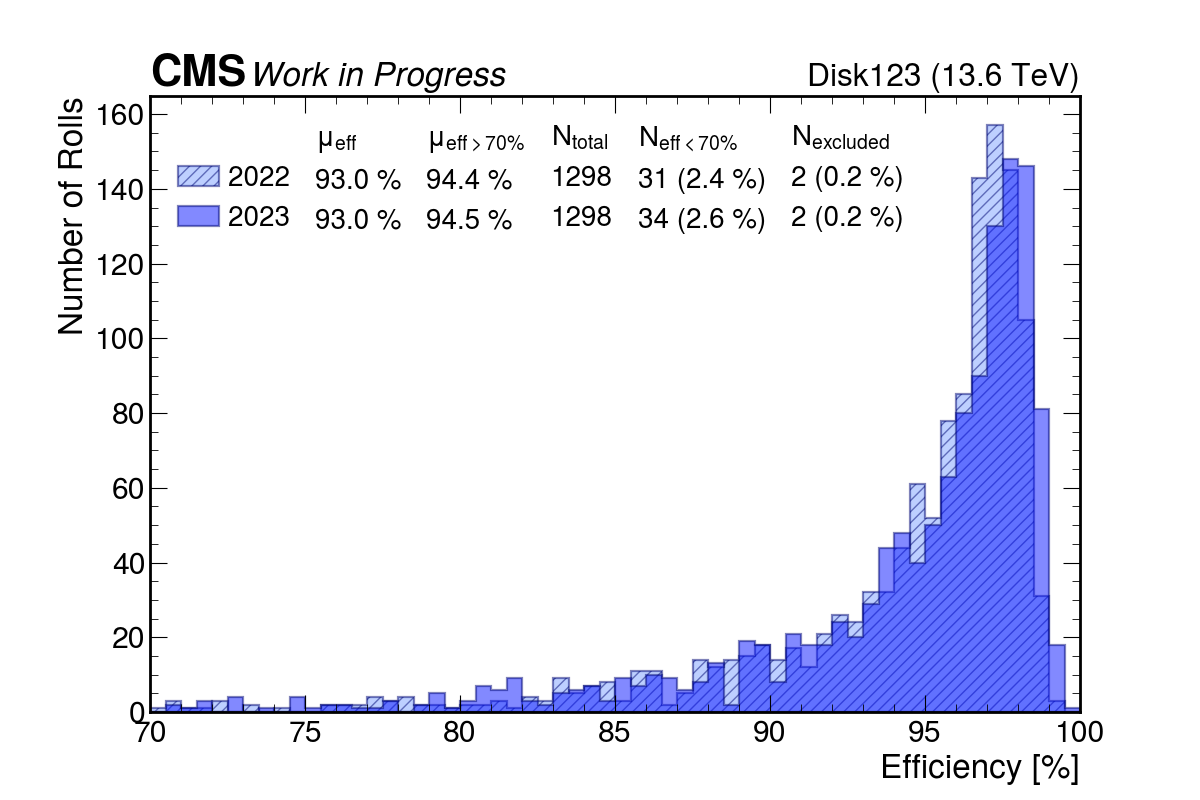 CMS Work in Progress Disk123 (13.6 TeV)
Number of Rolls
160
140
120
100
80
60
40
20
0
μeff μeff > 70% Ntotal Neff < 70% Nexcluded
2022 93.0 % 94.4 % 1298 31 (2.4 %) 2 (0.2 %)
2023 93.0 % 94.5 % 1298 34 (2.6 %) 2 (0.2 %)
70 75 80 85 90 95 100
Efficiency [%]